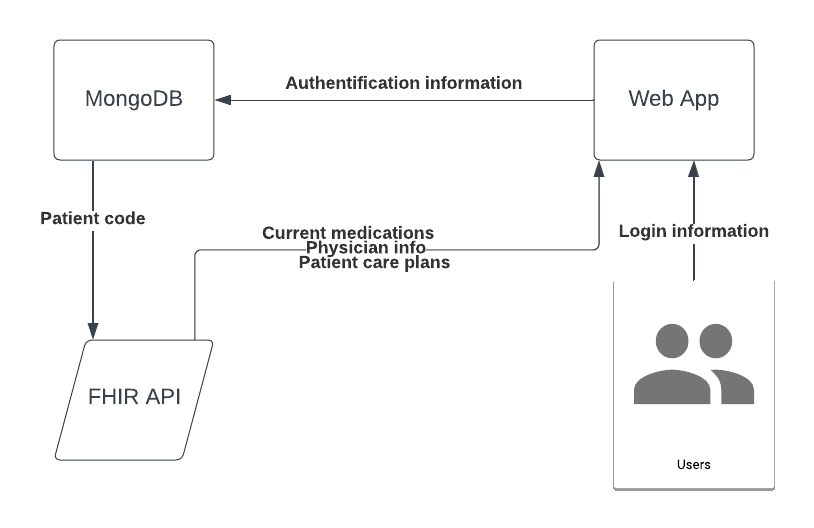 Authentification information
MongoDB
Web App
Patient code
Current medications
Physician info
Patient care plans
Login information
FHIR API
Users